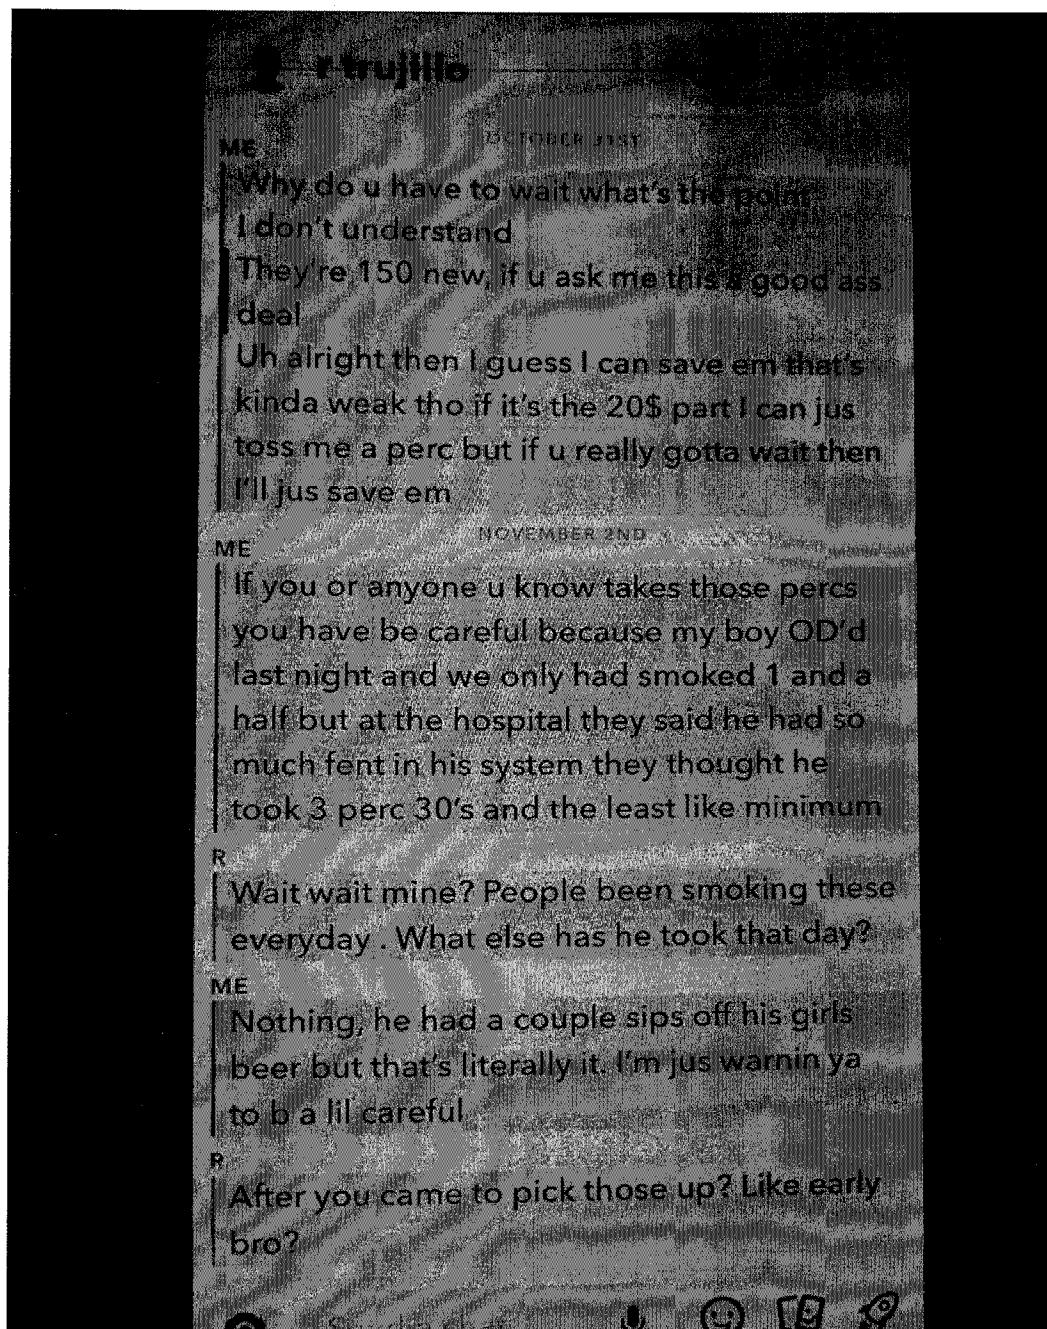 r trujillo
OCTOBER 31ST
ME
Why do u have to wait what's the point
I don't understand
They're 150 new, if u ask me this a good ass
deal
Uh alright then I guess I can save em that's
kinda weak tho if it's the 20$ part I can jus
toss me a perc but if u really gotta wait then
I'll jus save em
NOVEMBER 2ND
ME
If you or anyone u know takes those percs
you have be careful because my boy OD'd
last night and we only had smoked 1 and a
half but at the hospital they said he had so
much fent in his system they thought he
took 3 perc 30's and the least like minimum
R
Wait wait mine? People been smoking these
everyday . What else has he took that day?
ME
Nothing, he had a couple sips off his girls
beer but that's literally it. I'm jus warnin ya
to b a lil careful
R
After you came to pick those up? Like early
bro?